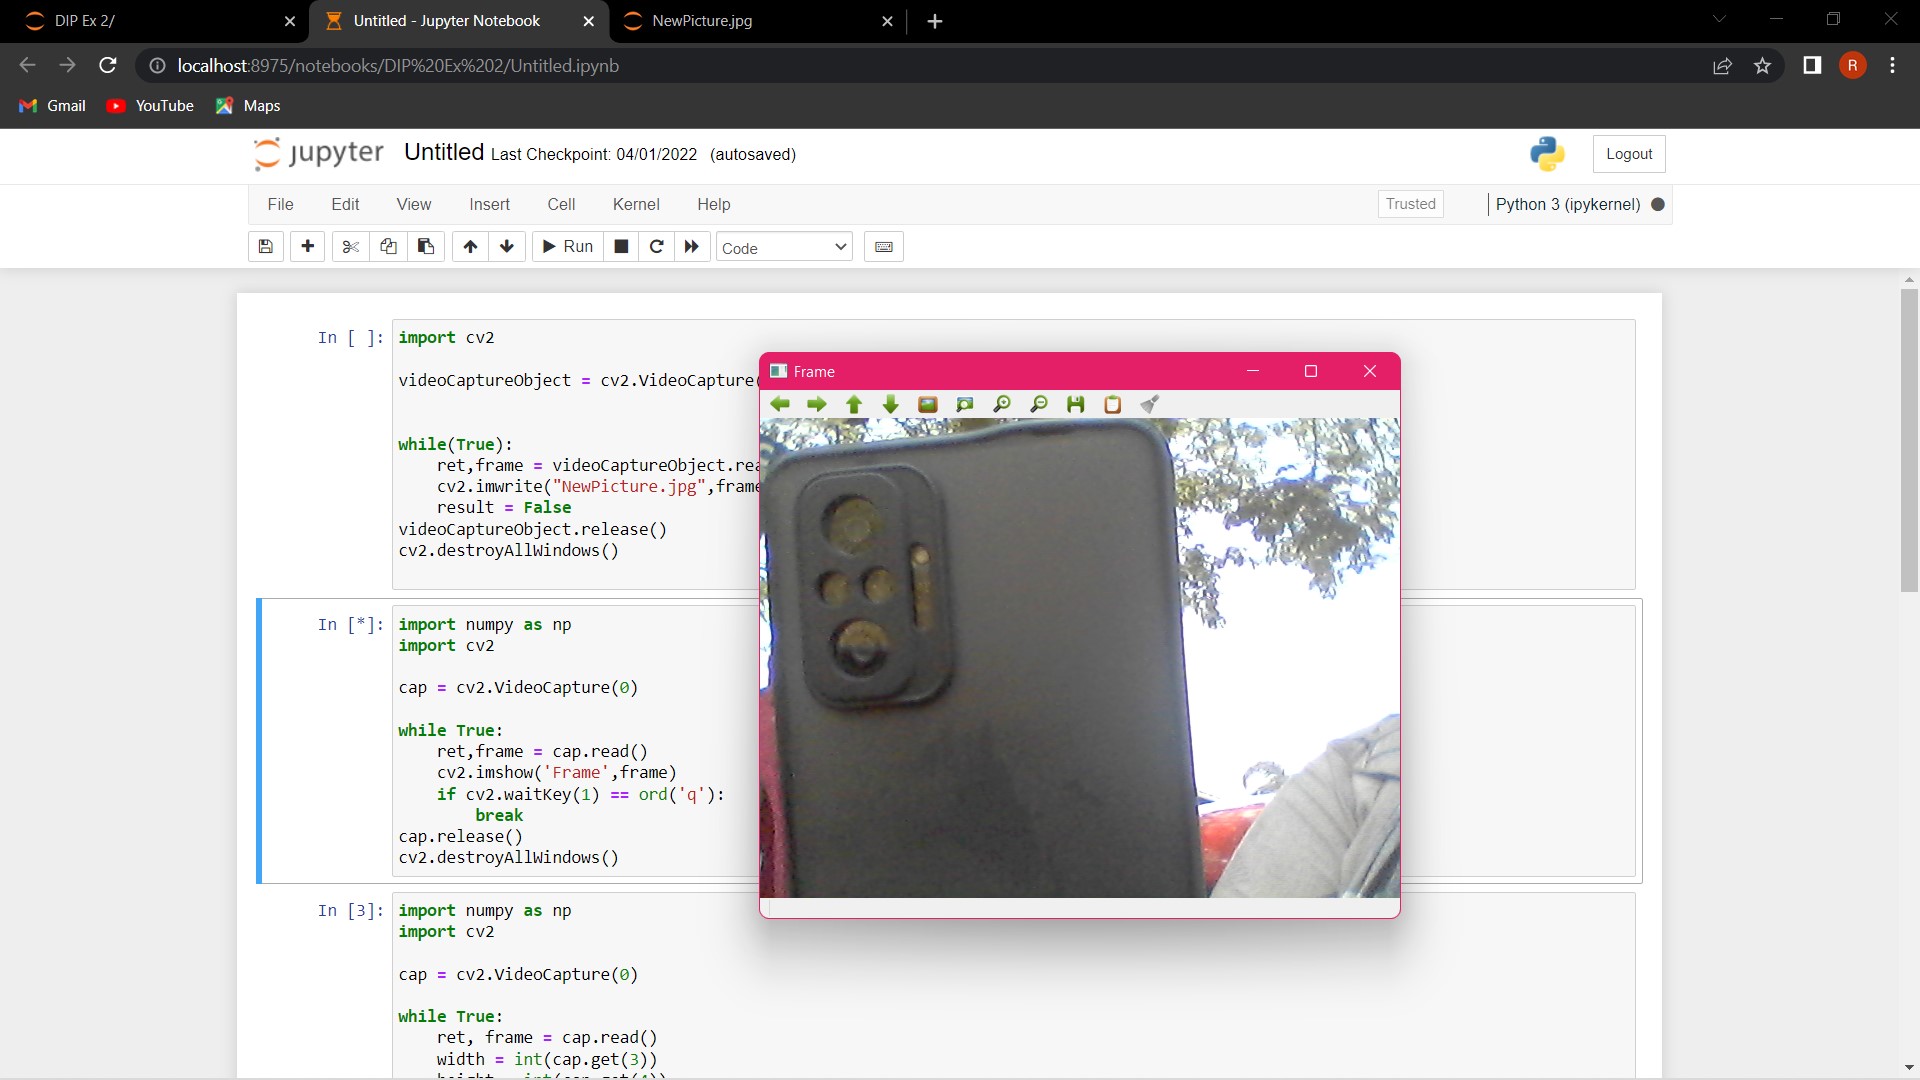 DIP Ex 2/
Untitled - Jupyter Notebook
NewPicture.jpg
localhost:8975/notebooks/DIP%20Ex%202/Untitled.ipynb
R
Gmail
YouTube
Maps
jupyter
Untitled Last Checkpoint: 04/01/2022 (autosaved)
Logout
File Edit View Insert Cell Kernel Help
Trusted
Python 3 (ipykernel)
Run
Code
In [ ]:
import cv2
videoCaptureObject = cv2.VideoCapture(
while(True):
ret,frame = videoCaptureObject.rea
cv2.imwrite("NewPicture.jpg",frame
result = False
videoCaptureObject.release()
cv2.destroyAllWindows()
Frame
In [*]:
import numpy as np
import cv2
cap = cv2.VideoCapture(0)
while True:
ret,frame = cap.read()
cv2.imshow('Frame',frame)
if cv2.waitKey(1) == ord('q'):
break
cap.release()
cv2.destroyAllWindows()
In [3]:
import numpy as np
import cv2
cap = cv2.VideoCapture(0)
while True:
ret, frame = cap.read()
width = int(cap.get(3))